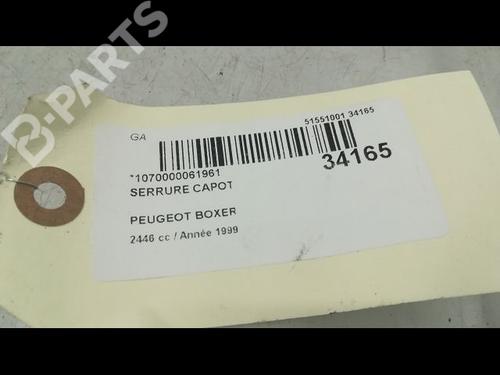 B-PARTS
GA
51551001 34165
34165
*1070000061961
SERRURE CAPOT
PEUGEOT BOXER
2446 cc / Année 1999